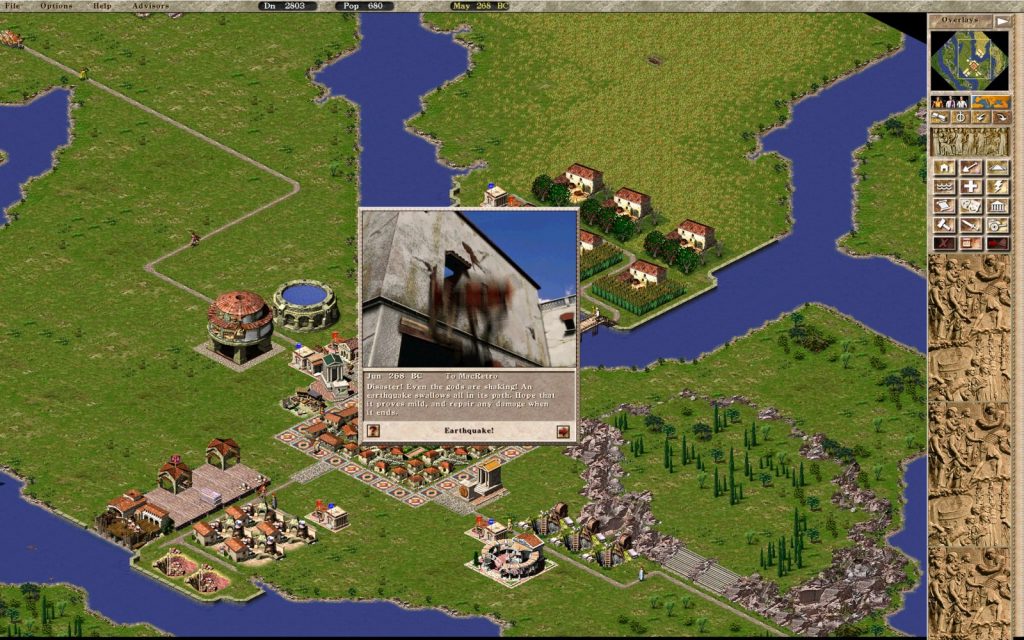 File Options Help Advisors Dn 2803 Pop 680 May 268 BC
Overlays
Jun 268 BC To MacRetro
Disaster! Even the gods are shaking! An
earthquake swallows all in its path. Hope that
it proves mild, and repair any damage when
it ends.
? Earthquake!